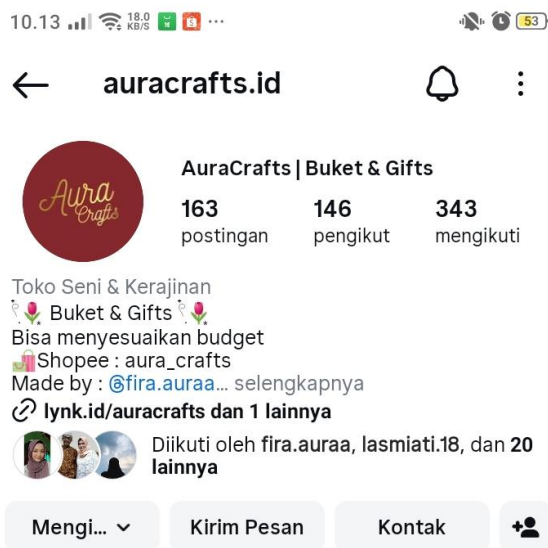 10.13 18.0 KB/S 53
auracrafts.id
Aura
Crafts
AuraCrafts | Buket & Gifts
163 146 343
postingan pengikut mengikuti
Toko Seni & Kerajinan
Buket & Gifts
Bisa menyesuaikan budget
Shopee : aura_crafts
Made by : @fira.auraa... selengkapnya
lynk.id/auracrafts dan 1 lainnya
Diikuti oleh fira.auraa, lasmiati.18, dan 20
lainnya
Mengi... Kirim Pesan Kontak